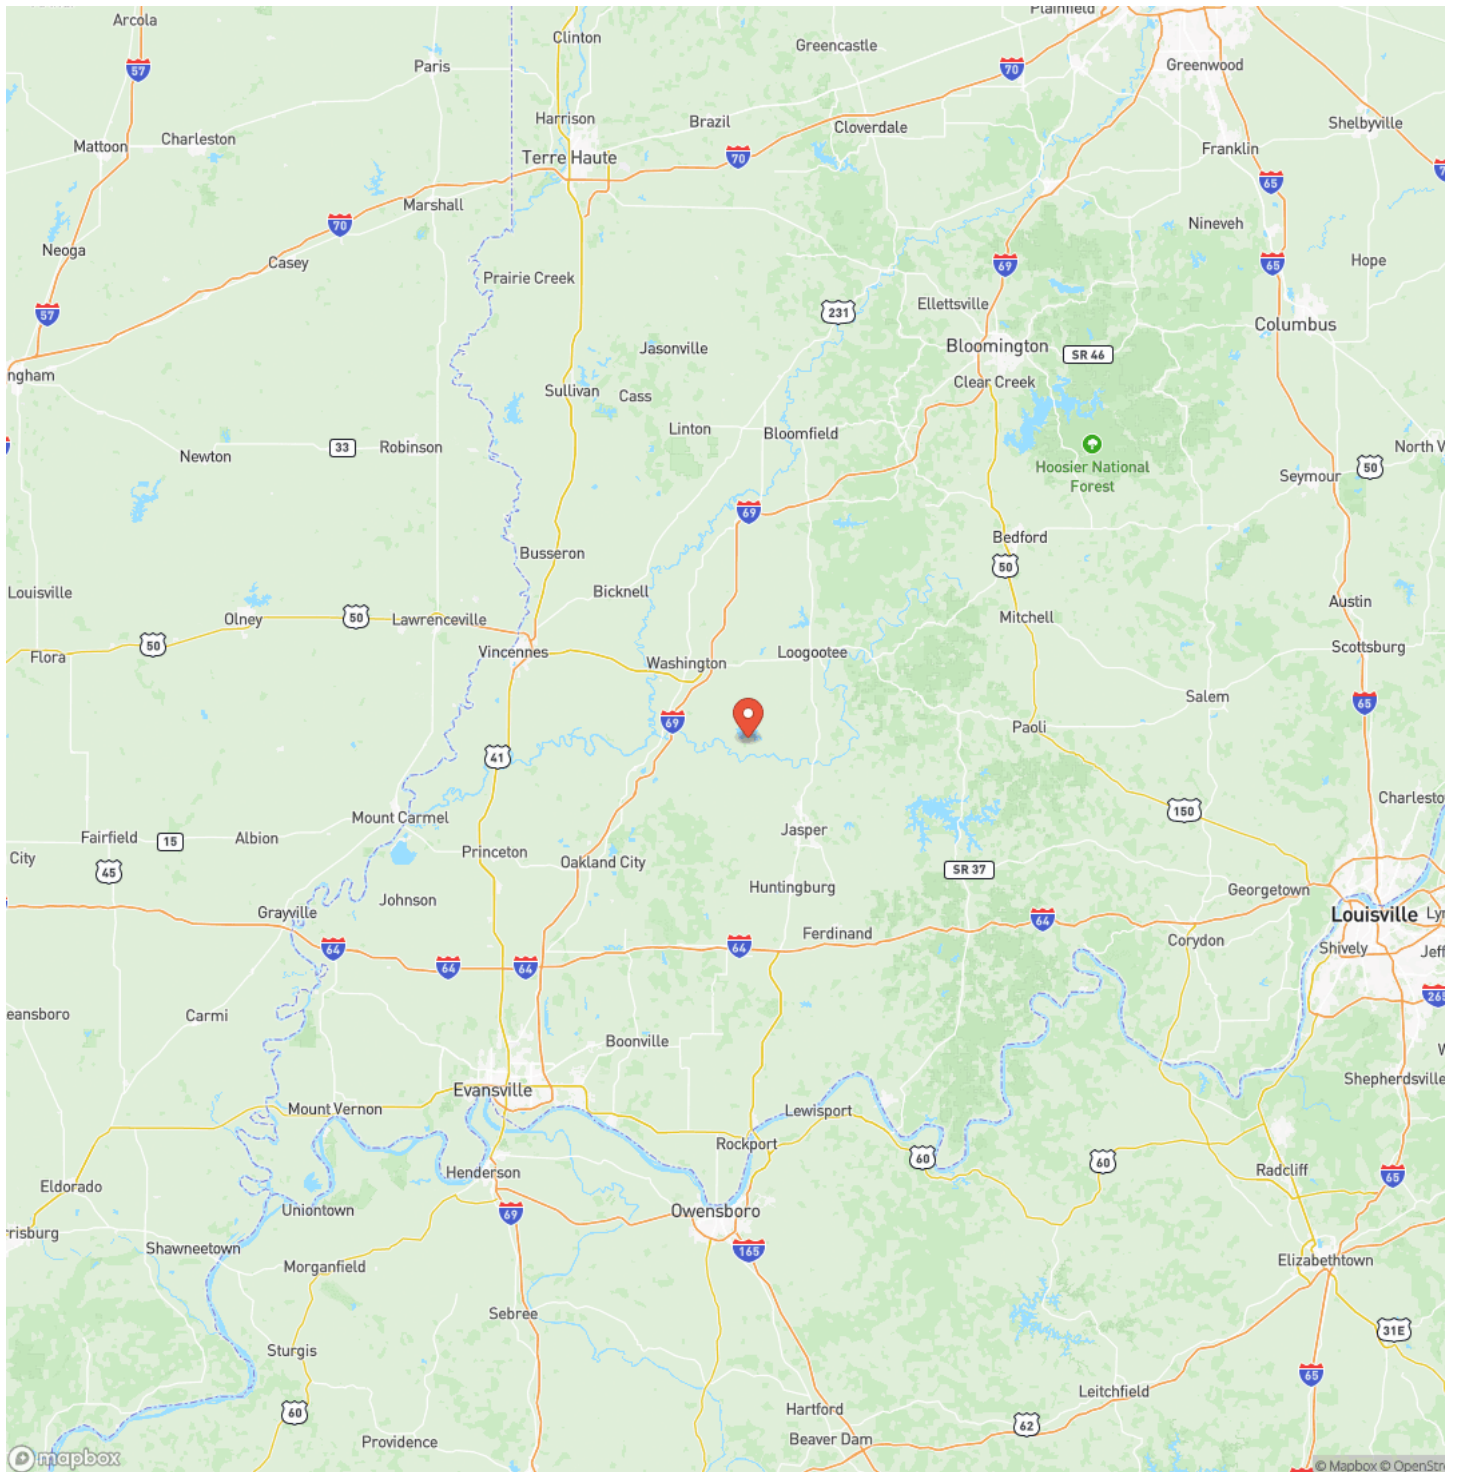 Arcola
Plainfield
Clinton
Greencastle
57
Paris
70
Greenwood
Harrison
Brazil
Cloverdale
Shelbyville
Mattoon
Charleston
Terre Haute
70
Franklin
65
Marshall
70
Nineveh
Neoga
Casey
Prairie Creek
69
65
Hope
57
Ellettsville
231
Columbus
Jasonville
Bloomington
SR 46
ngham
Sullivan
Cass
Clear Creek
Linton
Bloomfield
33
Robinson
North V
Newton
Hoosier National
Forest
50
Seymour
69
Bedford
Busseron
50
Louisville
Bicknell
Austin
Olney
50
Lawrenceville
Mitchell
50
Flora
Vincennes
Washington
Loogootee
Scottsburg
Salem
65
69
Paoli
41
Charlesto
Mount Carmel
150
Jasper
Fairfield
15
Albion
City
45
Princeton
Oakland City
SR 37
Huntingburg
Georgetown
Johnson
Grayville
Louisville
Lyn
64
Ferdinand
64
64
Corydon
Shively
Jeff
64
64
64
265
eansboro
Carmi
Boonville
W
Evansville
Shepherdsville
Mount Vernon
Lewisport
Rockport
60
60
Henderson
Radcliff
65
Eldorado
Uniontown
69
Owensboro
rrisburg
Shawneetown
165
Morganfield
Elizabethtown
Sebree
31E
Sturgis
65
Leitchfield
60
Hartford
62
Providence
Beaver Dam
mapbox
© Mapbox © OpenStre